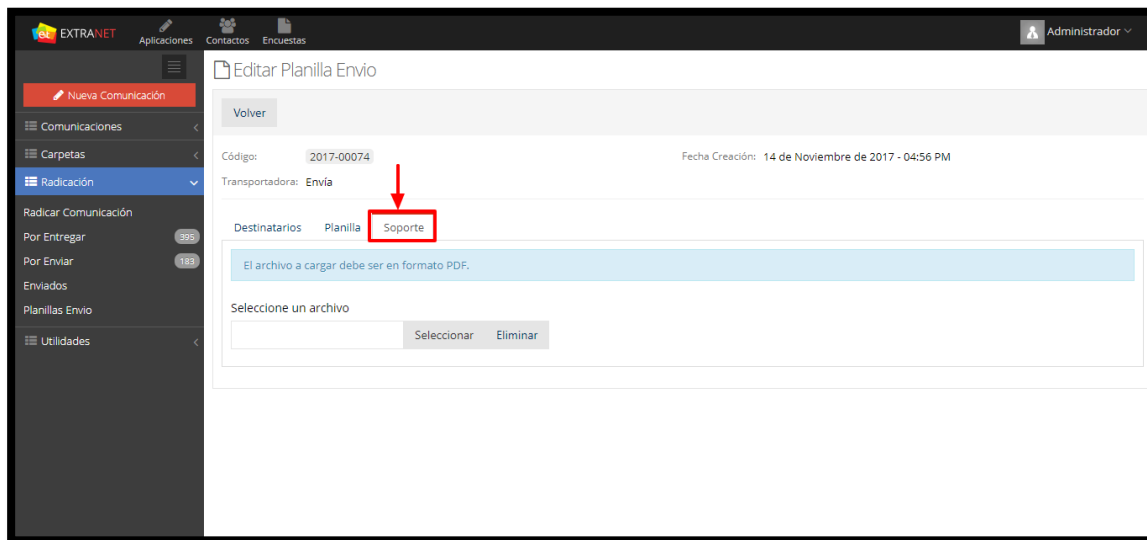 EXTRANET
Aplicaciones Contactos Encuestas
Administrador
Nueva Comunicación
Comunicaciones
Carpetas
Radicación
Radicar Comunicación
Por Entregar 395
Por Enviar 183
Enviados
Planillas Envio
Utilidades
Editar Planilla Envio
Volver
Código: 2017-00074 Fecha Creación: 14 de Noviembre de 2017 - 04:56 PM
Transportadora: Envía
Destinatarios Planilla Soporte
El archivo a cargar debe ser en formato PDF.
Seleccione un archivo
Seleccionar Eliminar